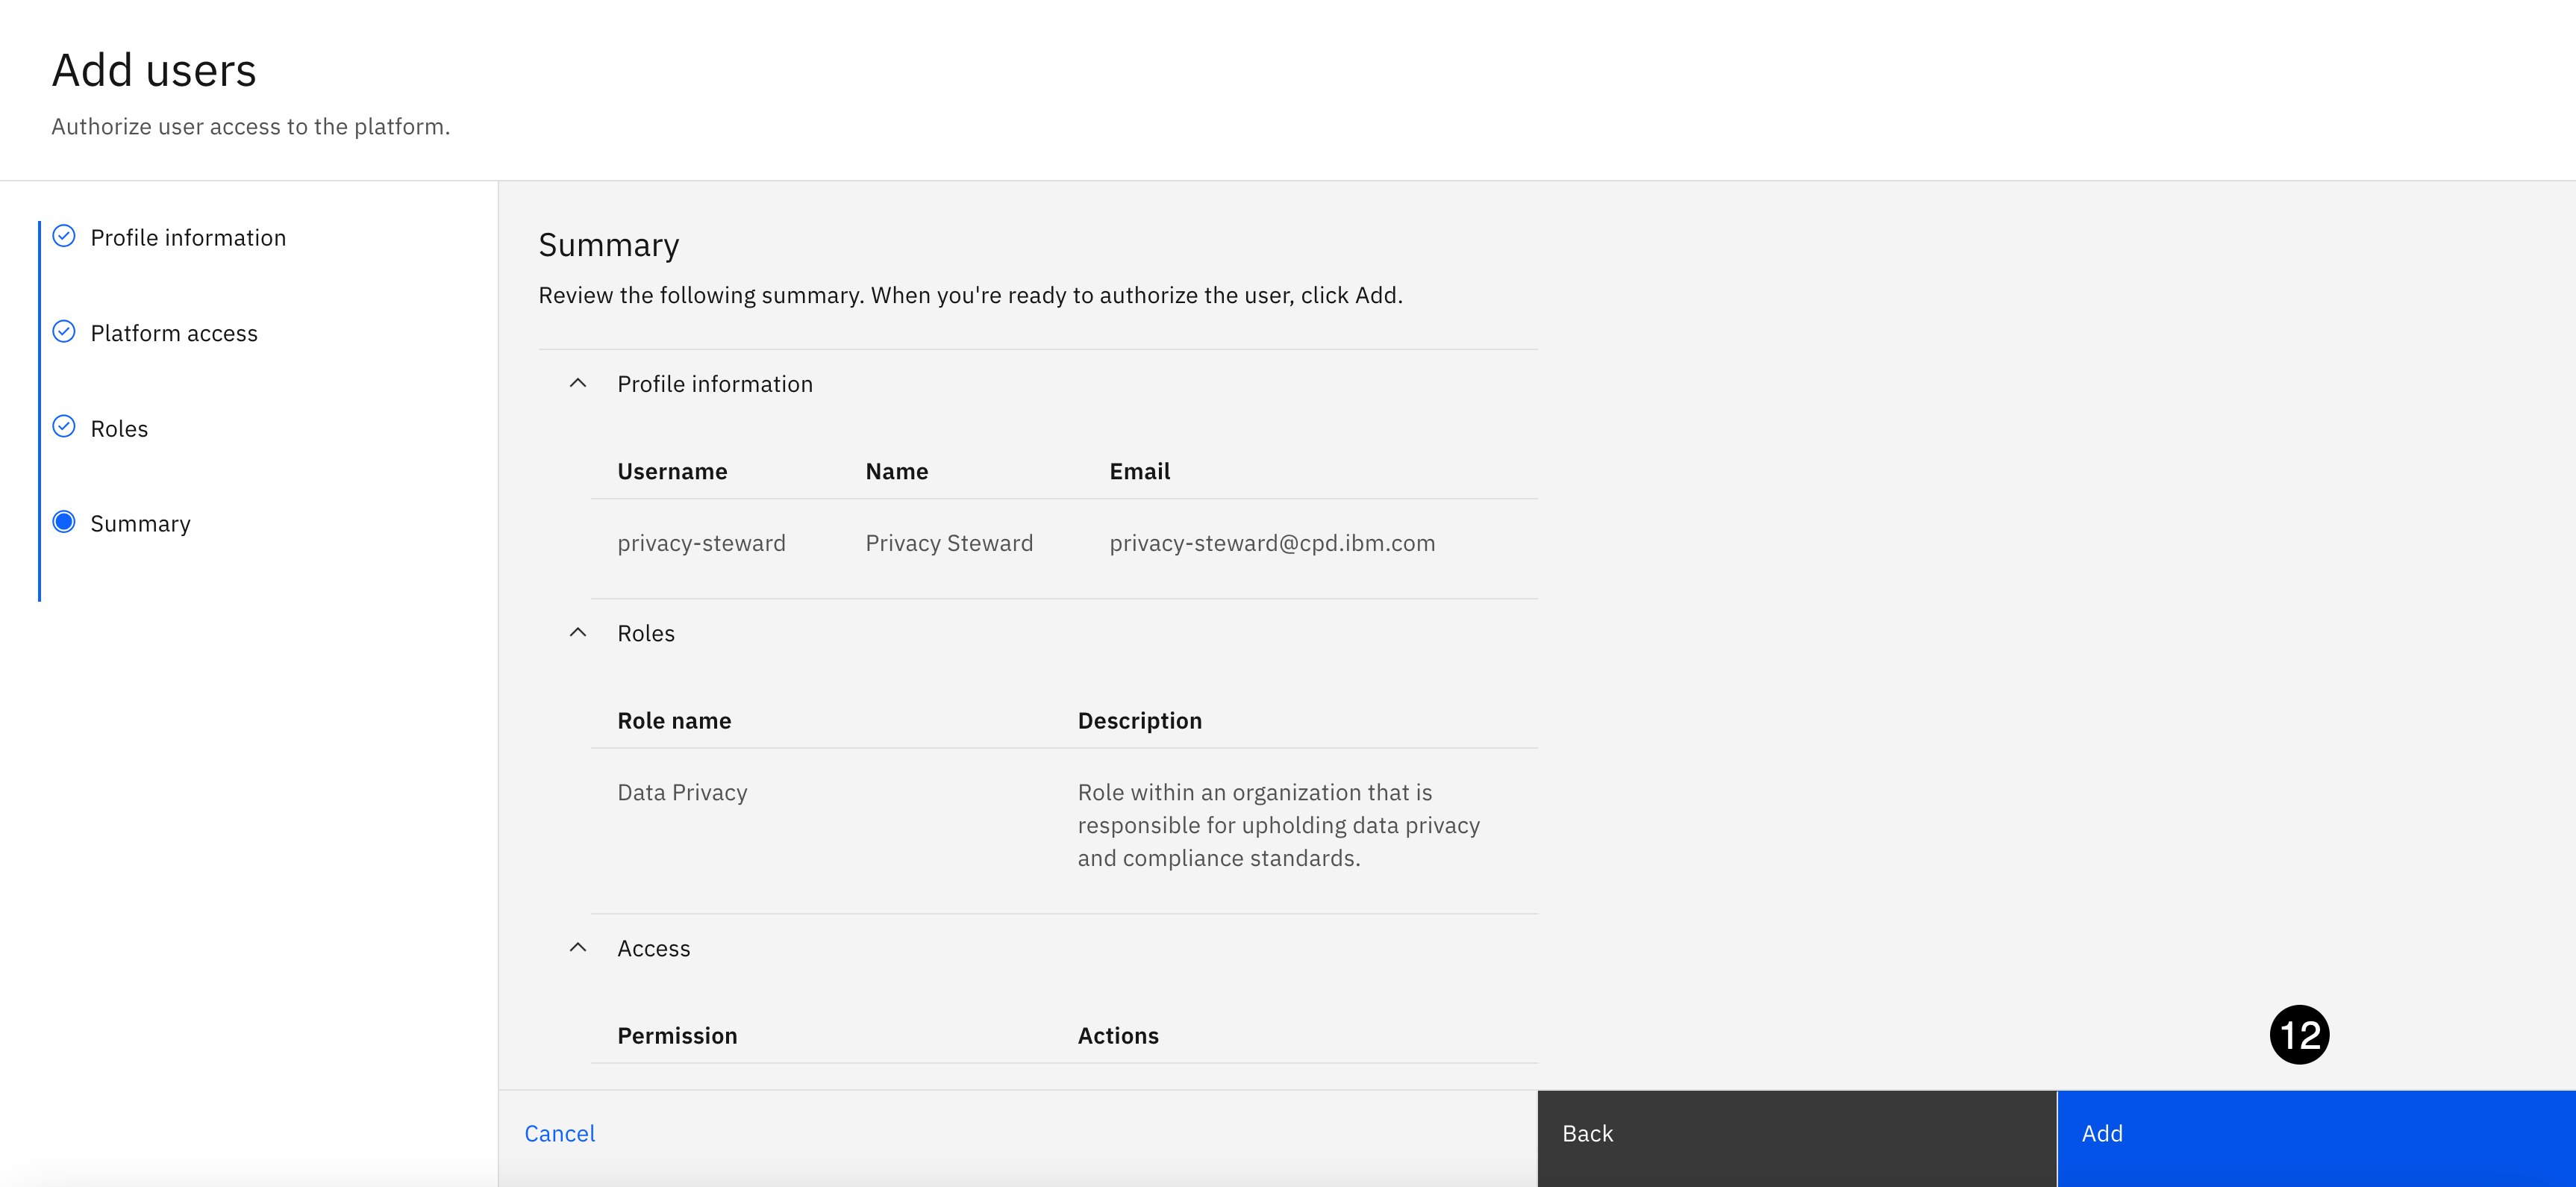 Add users
Authorize user access to the platform.
Profile information
Platform access
Roles
Summary
Summary
Review the following summary. When you're ready to authorize the user, click Add.
Profile information
Username Name Email
privacy-steward Privacy Steward privacy-steward@cpd.ibm.com
Roles
Role name Description
Data Privacy Role within an organization that is
responsible for upholding data privacy
and compliance standards.
Access
Permission Actions
12
Cancel Back Add